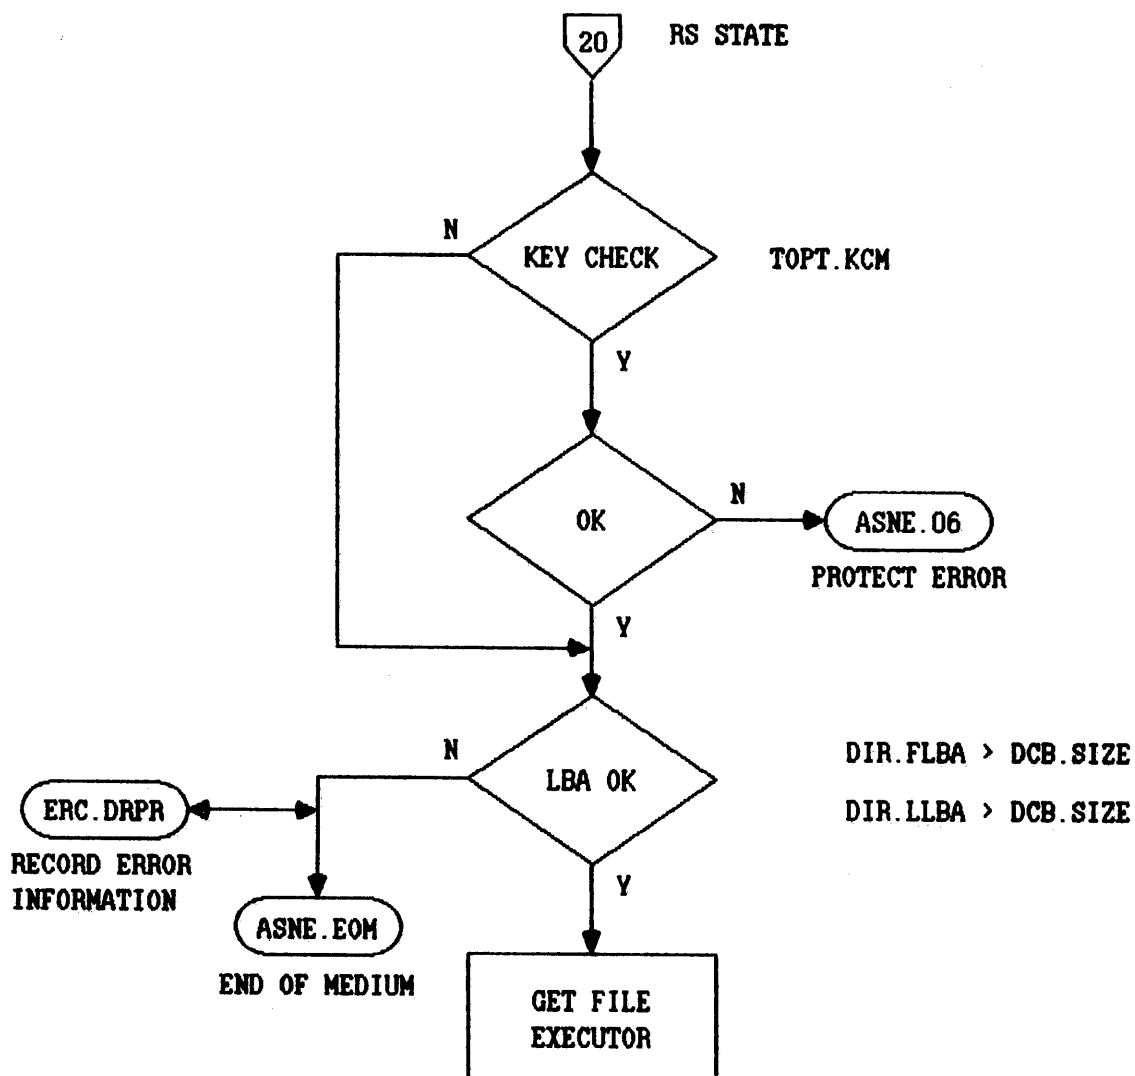 20
RS STATE
N
KEY CHECK
TOPT.KCM
Y
N
OK
ASNE.06
PROTECT ERROR
Y
N
LBA OK
DIR.FLBA > DCB.SIZE
DIR.LLBA > DCB.SIZE
ERC.DRPR
RECORD ERROR
INFORMATION
Y
ASNE.EOM
END OF MEDIUM
GET FILE
EXECUTOR